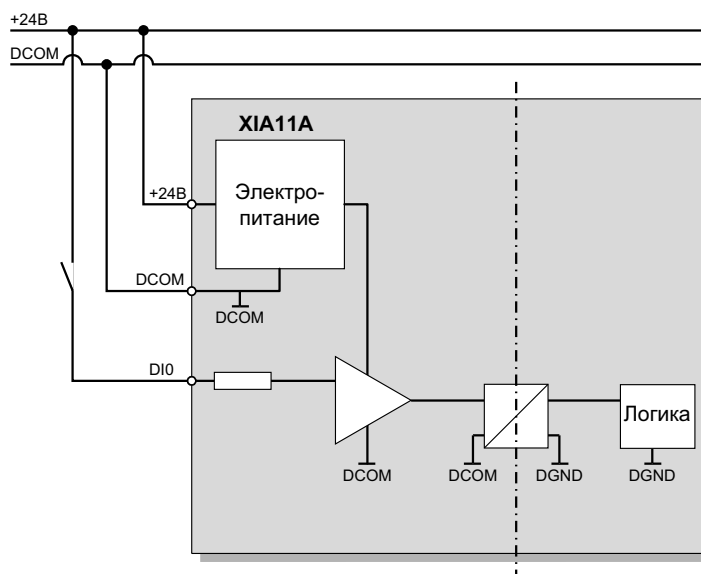 +24В
DCOM
XIA11A
+24В
Электро-
питание
DCOM
DCOM
DI0
Логика
DCOM
DCOM
DGND
DGND